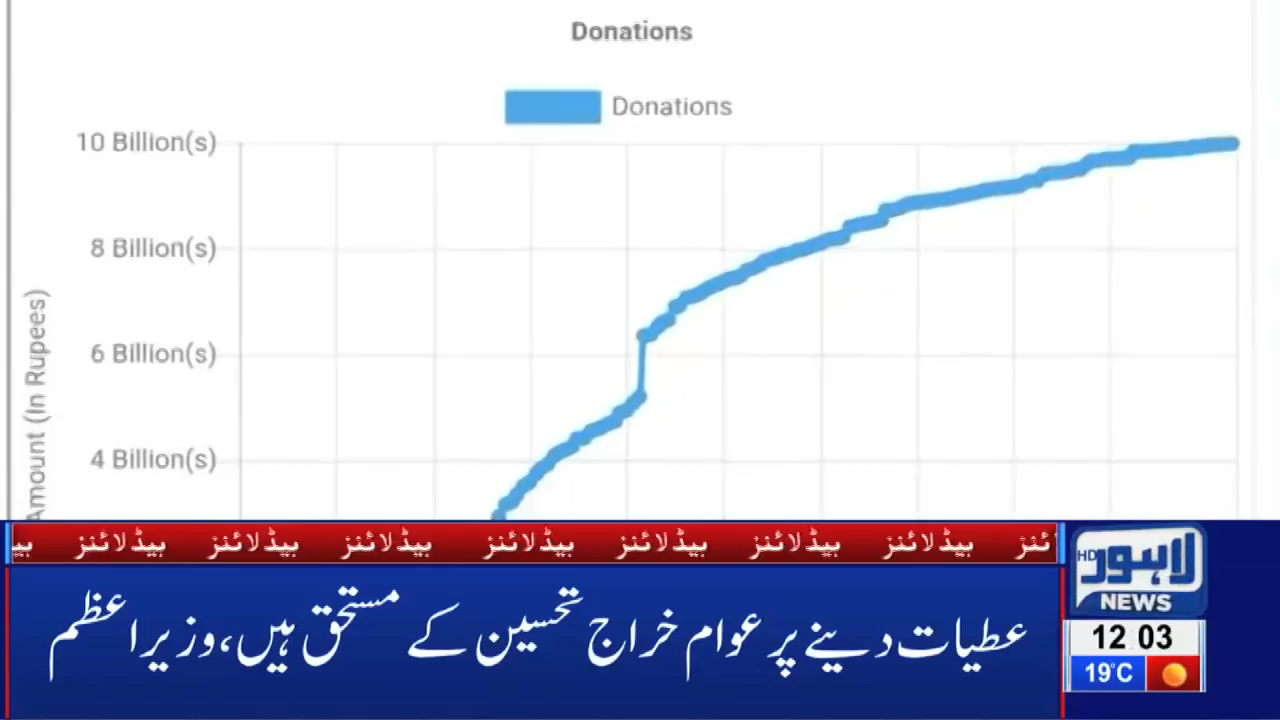 Donations
Donations
10 Billion(s)
8 Billion(s)
6 Billion(s)
4 Billion(s)
Amount (In Rupees)
ہیڈلائنز ہیڈلائنز ہیڈلائنز ہیڈلائنز ہیڈلائنز ہیڈلائنز ہیڈلائنز
عطیات دینے پر عوام خراج تحسین کے مستحق ہیں، وزیراعظم
لاہور HD
NEWS
12 03
19°C